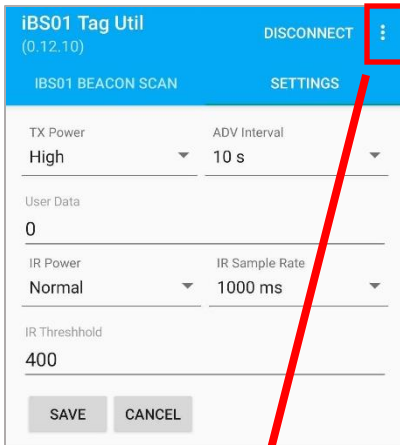 iBS01 Tag Util
(0.12.10)
DISCONNECT
IBS01 BEACON SCAN SETTINGS
TX Power ADV Interval
High 10 s
User Data
0
IR Power IR Sample Rate
Normal 1000 ms
IR Threshhold
400
SAVE CANCEL